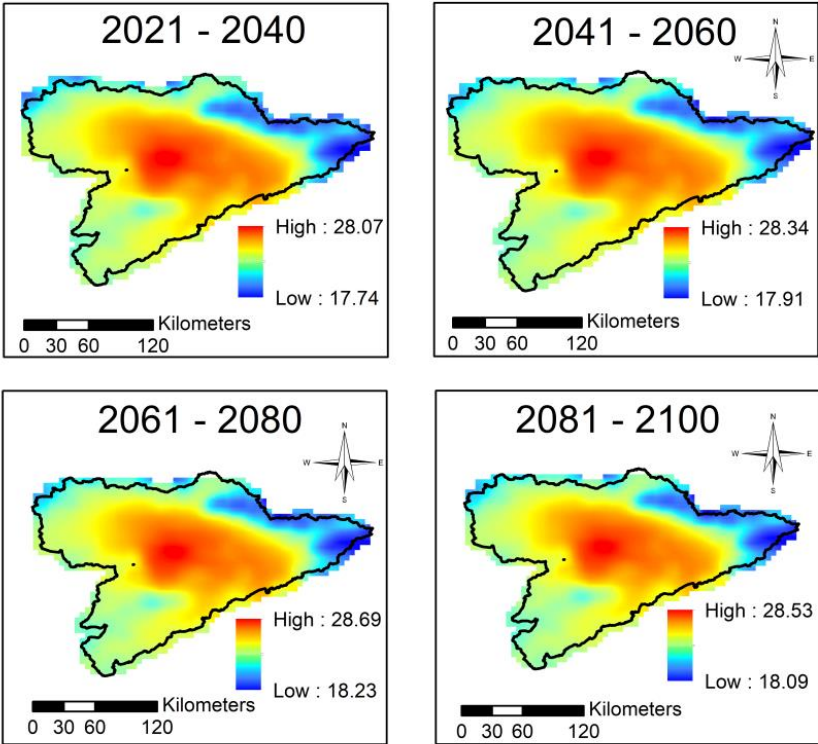 2021 - 2040
High : 28.07
Low : 17.74
Kilometers
0 30 60 120
2041 - 2060
N
W E
S
High : 28.34
Low : 17.91
Kilometers
0 30 60 120
2061 - 2080
N
W E
S
High : 28.69
Low : 18.23
Kilometers
0 30 60 120
2081 - 2100
N
W E
S
High : 28.53
Low : 18.09
Kilometers
0 30 60 120